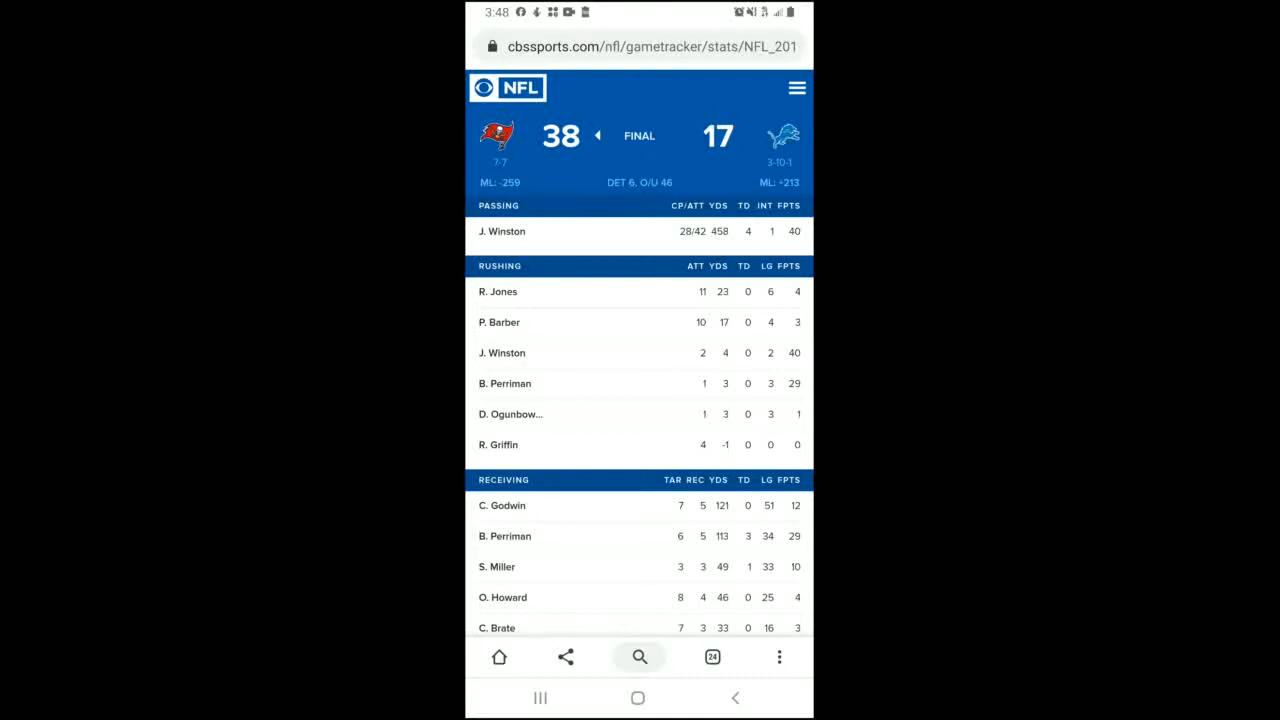 3:48
cbssports.com/nfl/gametracker/stats/NFL_201
NFL
38 FINAL 17
7-7 3-10-1
ML: -259 DET 6, O/U 46 ML: +213
PASSING CP/ATT YDS TD INT FPTS
J. Winston 28/42 458 4 1 40
RUSHING ATT YDS TD LG FPTS
R. Jones 11 23 0 6 4
P. Barber 10 17 0 4 3
J. Winston 2 4 0 2 40
B. Perriman 1 3 0 3 29
D. Ogunbow... 1 3 0 3 1
R. Griffin 4 -1 0 0 0
RECEIVING TAR REC YDS TD LG FPTS
C. Godwin 7 5 121 0 51 12
B. Perriman 6 5 113 3 34 29
S. Miller 3 3 49 1 33 10
O. Howard 8 4 46 0 25 4
C. Brate 7 3 33 0 16 3
24